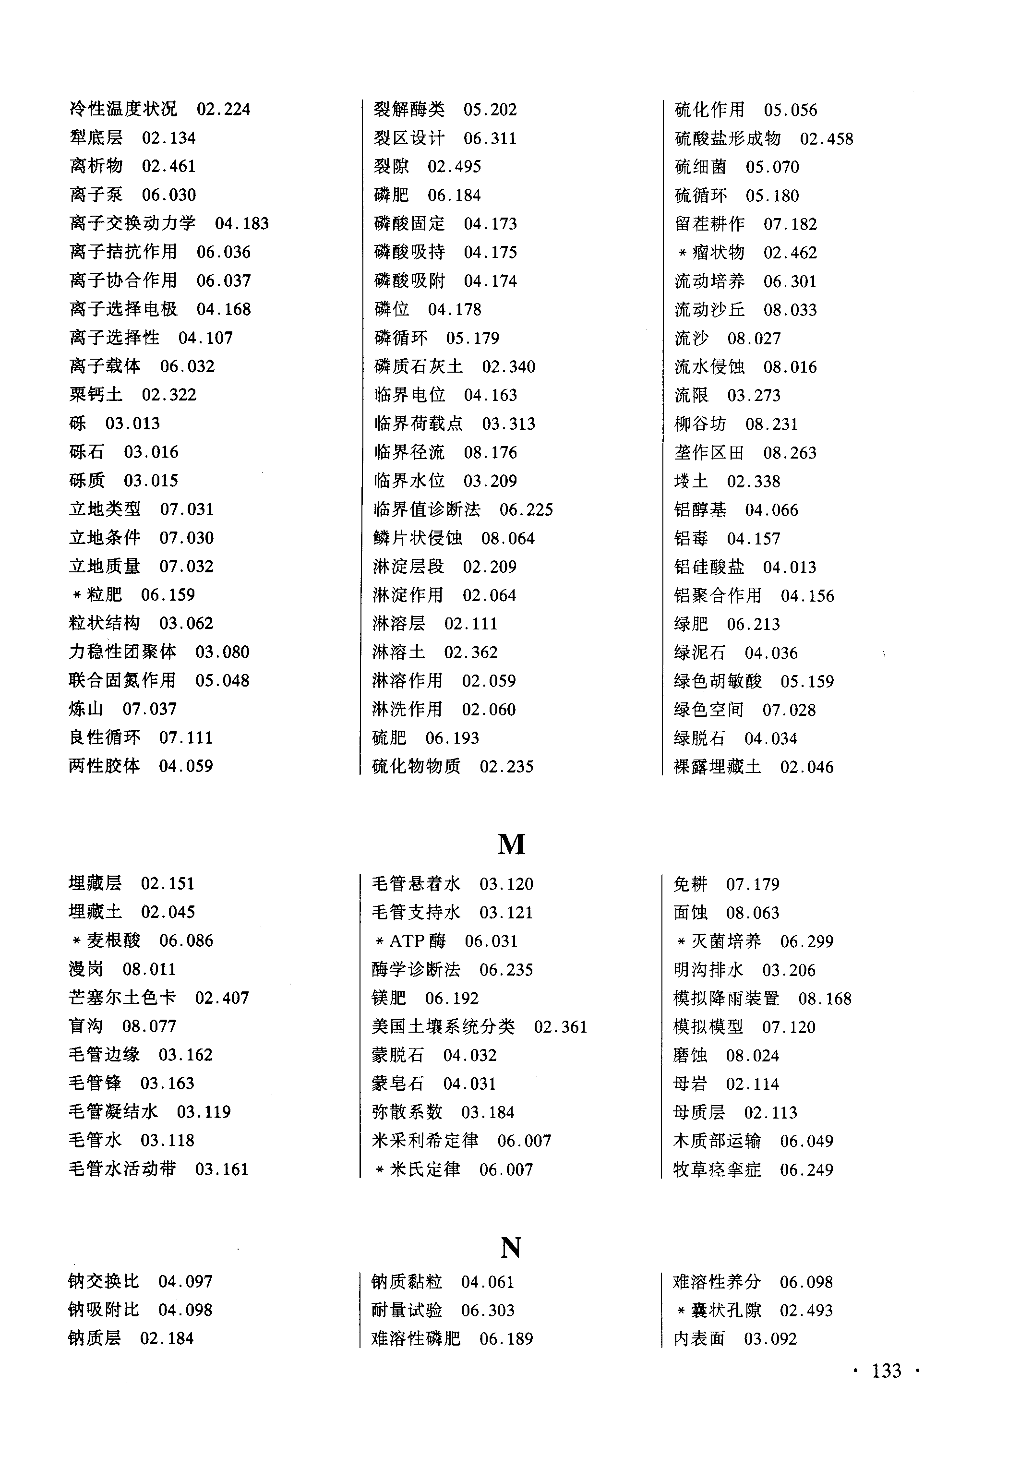 冷性温度状况 02.224
犁底层 02.134
离析物 02.461
离子泵 06.030
离子交换动力学 04.183
离子拮抗作用 06.036
离子协合作用 06.037
离子选择电极 04.168
离子选择性 04.107
离子载体 06.032
栗钙土 02.322
砾 03.013
砾石 03.016
砾质 03.015
立地类型 07.031
立地条件 07.030
立地质量 07.032
* 粒肥 06.159
粒状结构 03.062
力稳性团聚体 03.080
联合固氮作用 05.048
炼山 07.037
良性循环 07.111
两性胶体 04.059
裂解酶类 05.202
裂区设计 06.311
裂隙 02.495
磷肥 06.184
磷酸固定 04.173
磷酸吸持 04.175
磷酸吸附 04.174
磷位 04.178
磷循环 05.179
磷质石灰土 02.340
临界电位 04.163
临界荷载点 03.313
临界径流 08.176
临界水位 03.209
临界值诊断法 06.225
鳞片状侵蚀 08.064
淋淀层段 02.209
淋淀作用 02.064
淋溶层 02.111
淋溶土 02.362
淋溶作用 02.059
淋洗作用 02.060
硫肥 06.193
硫化物物质 02.235
硫化作用 05.056
硫酸盐形成物 02.458
硫细菌 05.070
硫循环 05.180
留茬耕作 07.182
* 瘤状物 02.462
流动培养 06.301
流动沙丘 08.033
流沙 08.027
流水侵蚀 08.016
流限 03.273
柳谷坊 08.231
垄作区田 08.263
塿土 02.338
铝醇基 04.066
铝毒 04.157
铝硅酸盐 04.013
铝聚合作用 04.156
绿肥 06.213
绿泥石 04.036
绿色胡敏酸 05.159
绿色空间 07.028
绿脱石 04.034
裸露埋藏土 02.046
M
埋藏层 02.151
埋藏土 02.045
* 麦根酸 06.086
漫岗 08.011
芒塞尔土色卡 02.407
盲沟 08.077
毛管边缘 03.162
毛管锋 03.163
毛管凝结水 03.119
毛管水 03.118
毛管水活动带 03.161
毛管悬着水 03.120
毛管支持水 03.121
* ATP酶 06.031
酶学诊断法 06.235
镁肥 06.192
美国土壤系统分类 02.361
蒙脱石 04.032
蒙皂石 04.031
弥散系数 03.184
米采利希定律 06.007
* 米氏定律 06.007
免耕 07.179
面蚀 08.063
* 灭菌培养 06.299
明沟排水 03.206
模拟降雨装置 08.168
模拟模型 07.120
磨蚀 08.024
母岩 02.114
母质层 02.113
木质部运输 06.049
牧草痉挛症 06.249
N
钠交换比 04.097
钠吸附比 04.098
钠质层 02.184
钠质黏粒 04.061
耐量试验 06.303
难溶性磷肥 06.189
难溶性养分 06.098
* 囊状孔隙 02.493
内表面 03.092
· 133 ·